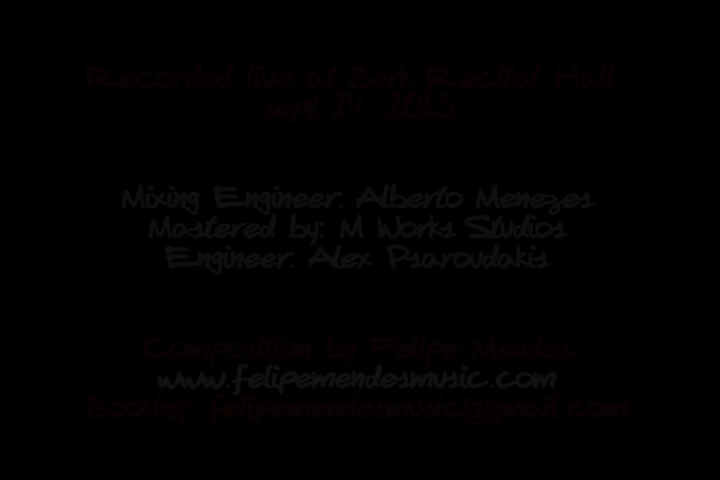 Recorded live at Berk Recital Hall
sept 24, 2015
Mixing Engineer: Alberto Menezes
Mastered by: M Works Studios
Engineer: Alex Psaroudakis
Composition by Felipe Mendes
www.felipemendesmusic.com
Booking: felipemendesmusic@gmail.com